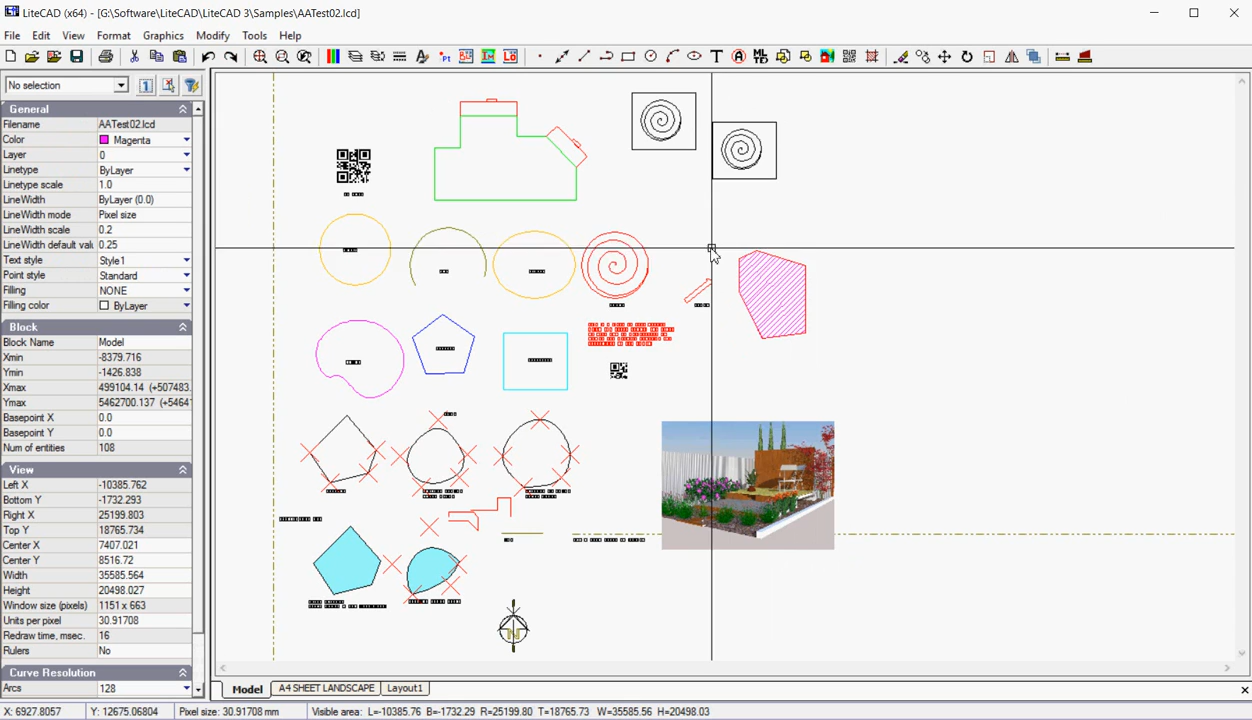 LiteCAD (x64) - [G:\Software\LiteCAD\LiteCAD 3\Samples\AATest02.lcd]
File Edit View Format Graphics Tools Help
No selection
General
Filename AATest02.lcd
Color Magenta
Layer 0
Linetype ByLayer
Linetype scale 1.0
LineWidth ByLayer (0.0)
LineWidth mode Pixel size
LineWidth scale 0.2
LineWidth default valu 0.25
Text style Style1
Point style Standard
Filling NONE
Filling color ByLayer
Block
Block Name Model
Xmin -8379.716
Ymin -1426.838
Xmax 499104.14 (+507483.
Ymax 5462700.137 (+5464
Basepoint X 0.0
Basepoint Y 0.0
Num of entities 108
View
Left X -10385.762
Bottom Y -1732.293
Right X 25199.803
Top Y 18765.734
Center X 7407.021
Center Y 8516.72
Width 35585.564
Height 20498.027
Window size (pixels) 1151 x 663
Units per pixel 30.91708
Redraw time, msec. 16
Rulers No
Curve Resolution
Arcs 128
N
Model A4 SHEET LANDSCAPE Layout1
X: 6927.8057 Y: 12675.06804 Pixel size: 30.91708 mm Visible area: L=-10385.76 B=-1732.29 R=25199.80 T=18765.73 W=35585.56 H=20498.03